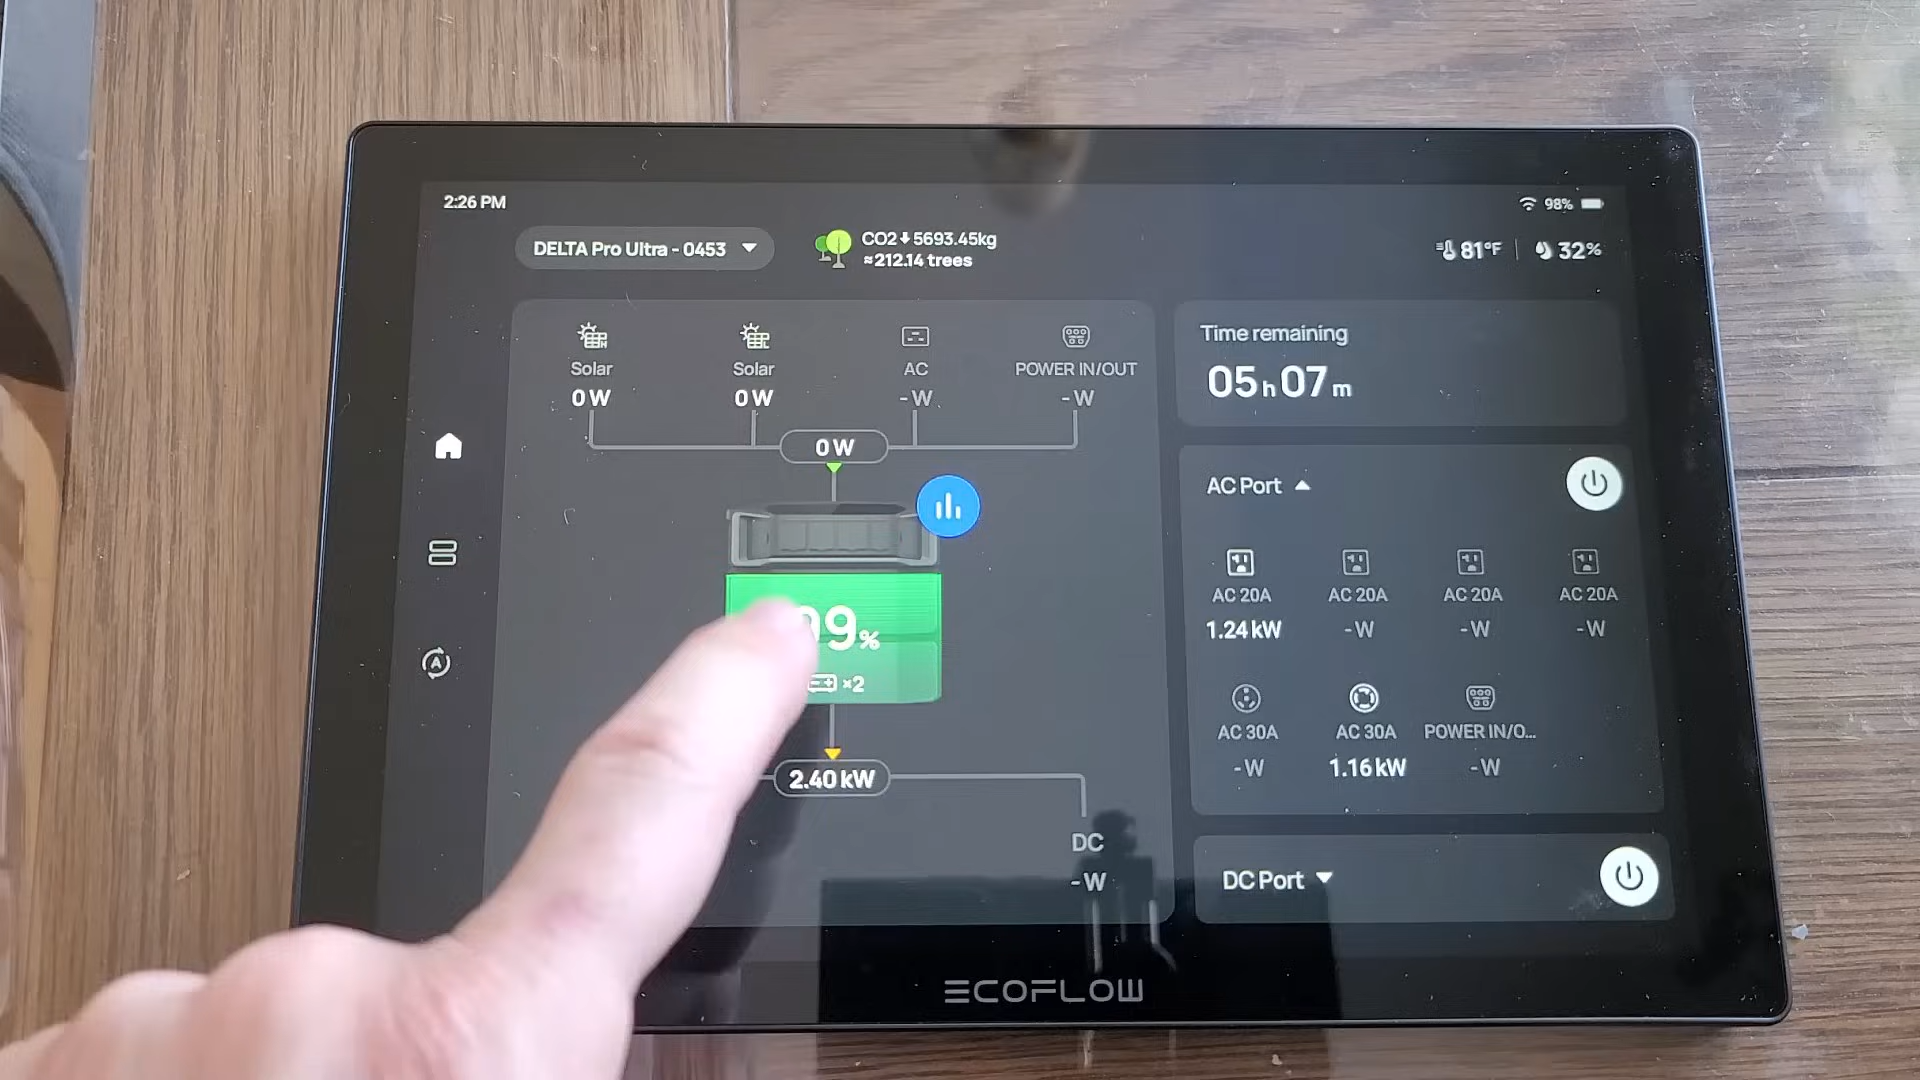 2:26 PM
98%
DELTA Pro Ultra - 0453
CO2↓5693.45kg
≈212.14 trees
81°F
32%
Solar
0 W
Solar
0 W
AC
- W
POWER IN/OUT
- W
0 W
%
×2
2.40 kW
DC
- W
Time remaining
05 h 07 m
AC Port
AC 20A
1.24 kW
AC 20A
- W
AC 20A
- W
AC 20A
- W
AC 30A
- W
AC 30A
1.16 kW
POWER IN/O...
- W
DC Port
ECOFLOW